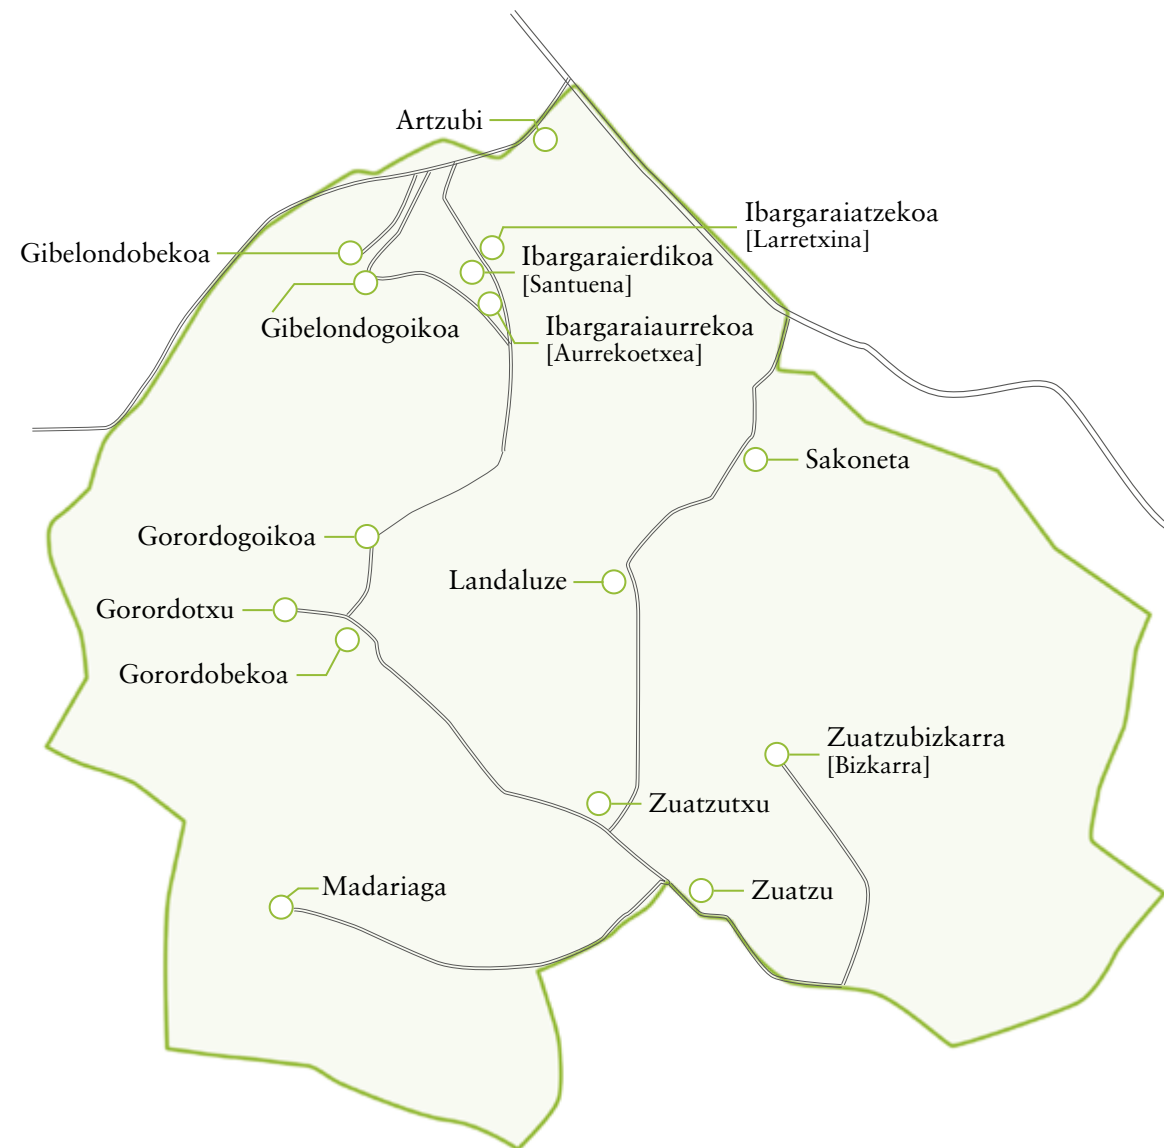 Artzubi
Ibargaraiatzekoa
[Larretxina]
Gibelondobekoa
Ibargaraierdikoa
[Santuena]
Gibelondogoikoa
Ibargaraiaurrekoa
[Aurrekoetxea]
Sakoneta
Gorordogoikoa
Landaluze
Gorordotxu
Gorordobekoa
Zuatzubizkarra
[Bizkarra]
Zuatzutxu
Madariaga
Zuatzu